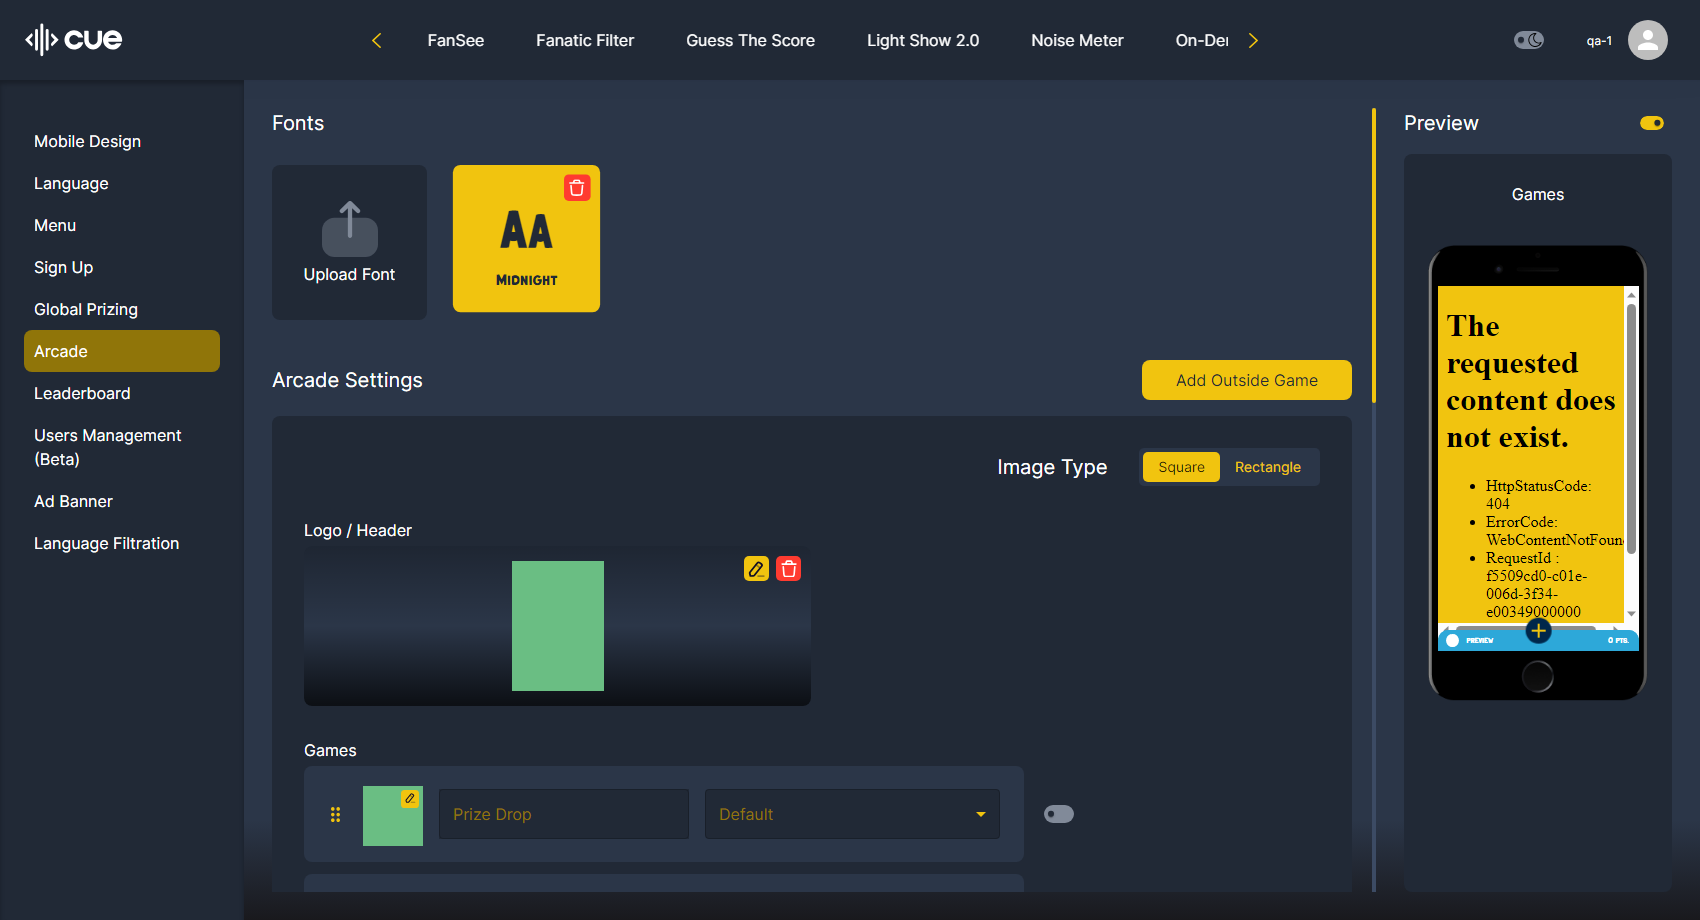 cue
FanSee
Fanatic Filter
Guess The Score
Light Show 2.0
Noise Meter
On-Der
qa-1
Mobile Design
Language
Menu
Sign Up
Global Prizing
Arcade
Leaderboard
Users Management
(Beta)
Ad Banner
Language Filtration
Fonts
Upload Font
AA
MIDNIGHT
Arcade Settings
Add Outside Game
Image Type
Square
Rectangle
Logo / Header
Games
Prize Drop
Default
Preview
Games
The
requested
content does
not exist.
HttpStatusCode:
404
ErrorCode:
WebContentNotFoun
RequestId :
f5509cd0-c01e-
006d-3f34-
e00349000000
PREVIEW
0 PTS.